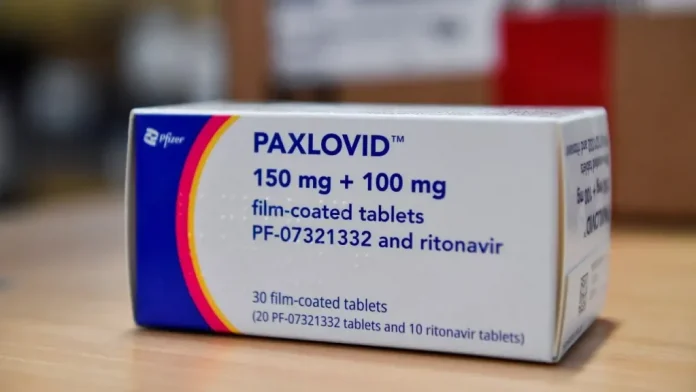 Pfizer
PAXLOVID™
150 mg + 100 mg
film-coated tablets
PF-07321332 and ritonavir
30 film-coated tablets
(20 PF-07321332 tablets and 10 ritonavir tablets)